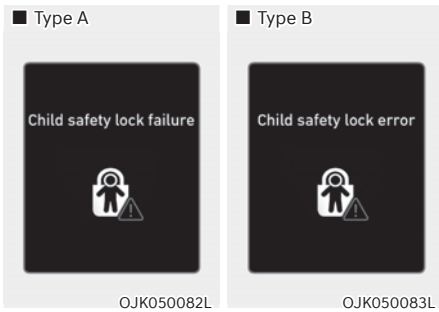 ■ Type A
Child safety lock failure
OJK050082L
■ Type B
Child safety lock error
OJK050083L